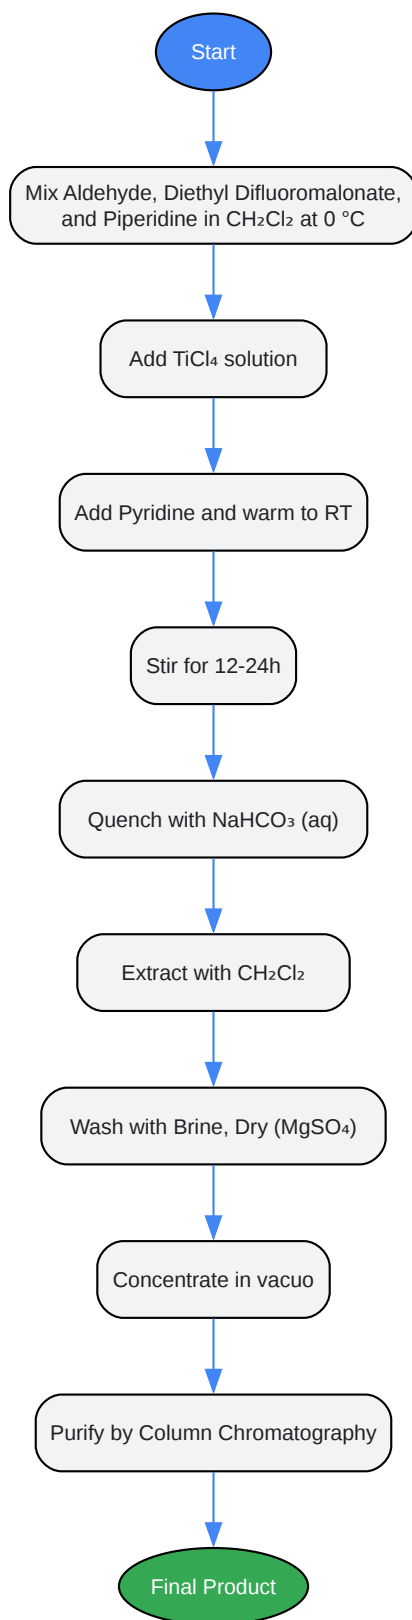 Start
Mix Aldehyde, Diethyl Difluoromalonate,
and Piperidine in CH₂Cl₂ at 0 °C
Add TiCl₄ solution
Add Pyridine and warm to RT
Stir for 12-24h
Quench with NaHCO₃ (aq)
Extract with CH₂Cl₂
Wash with Brine, Dry (MgSO₄)
Concentrate in vacuo
Purify by Column Chromatography
Final Product